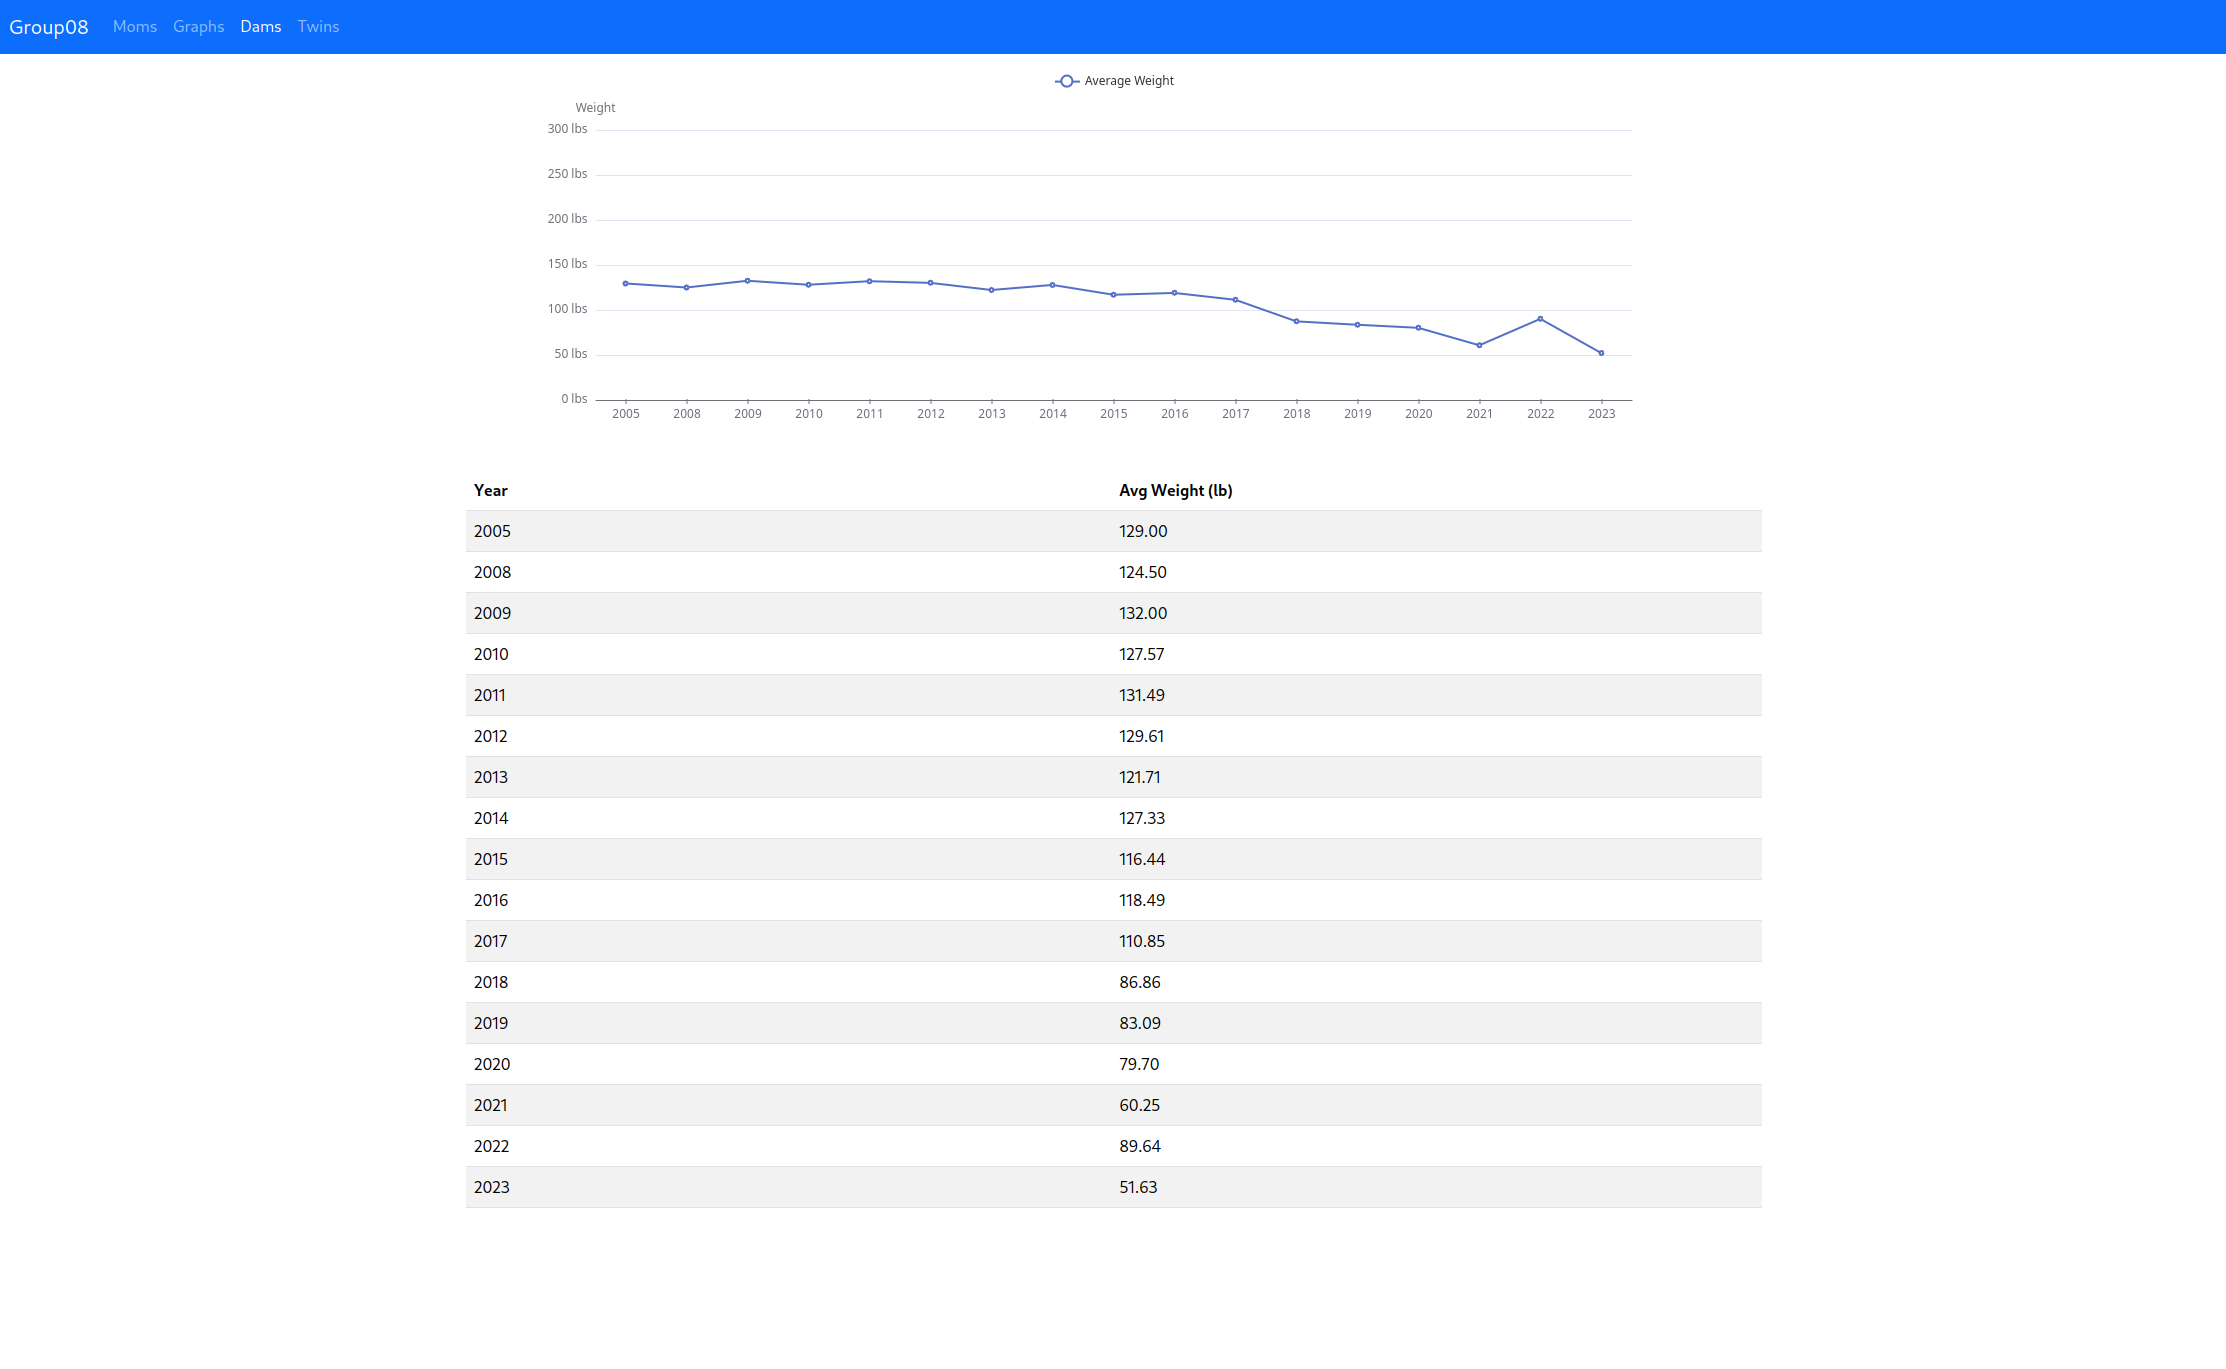 Group08 Moms Graphs Dams Twins
Average Weight
Weight
300 lbs
250 lbs
200 lbs
150 lbs
100 lbs
50 lbs
0 lbs
2005 2008 2009 2010 2011 2012 2013 2014 2015 2016 2017 2018 2019 2020 2021 2022 2023
Year Avg Weight (lb)
2005 129.00
2008 124.50
2009 132.00
2010 127.57
2011 131.49
2012 129.61
2013 121.71
2014 127.33
2015 116.44
2016 118.49
2017 110.85
2018 86.86
2019 83.09
2020 79.70
2021 60.25
2022 89.64
2023 51.63